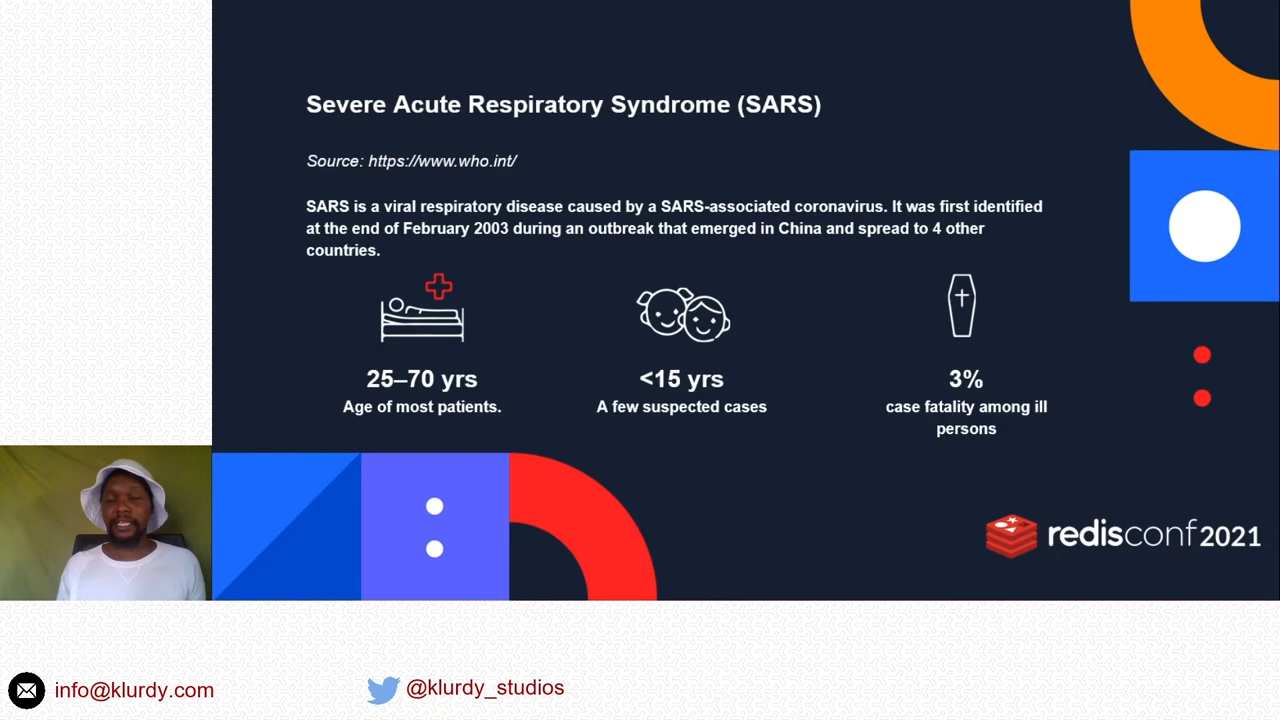 Severe Acute Respiratory Syndrome (SARS)
Source: https://www.who.int/
SARS is a viral respiratory disease caused by a SARS-associated coronavirus. It was first identified
at the end of February 2003 during an outbreak that emerged in China and spread to 4 other
countries.
25–70 yrs
Age of most patients.
<15 yrs
A few suspected cases
3%
case fatality among ill
persons
redisconf 2021
info@klurdy.com
@klurdy_studios